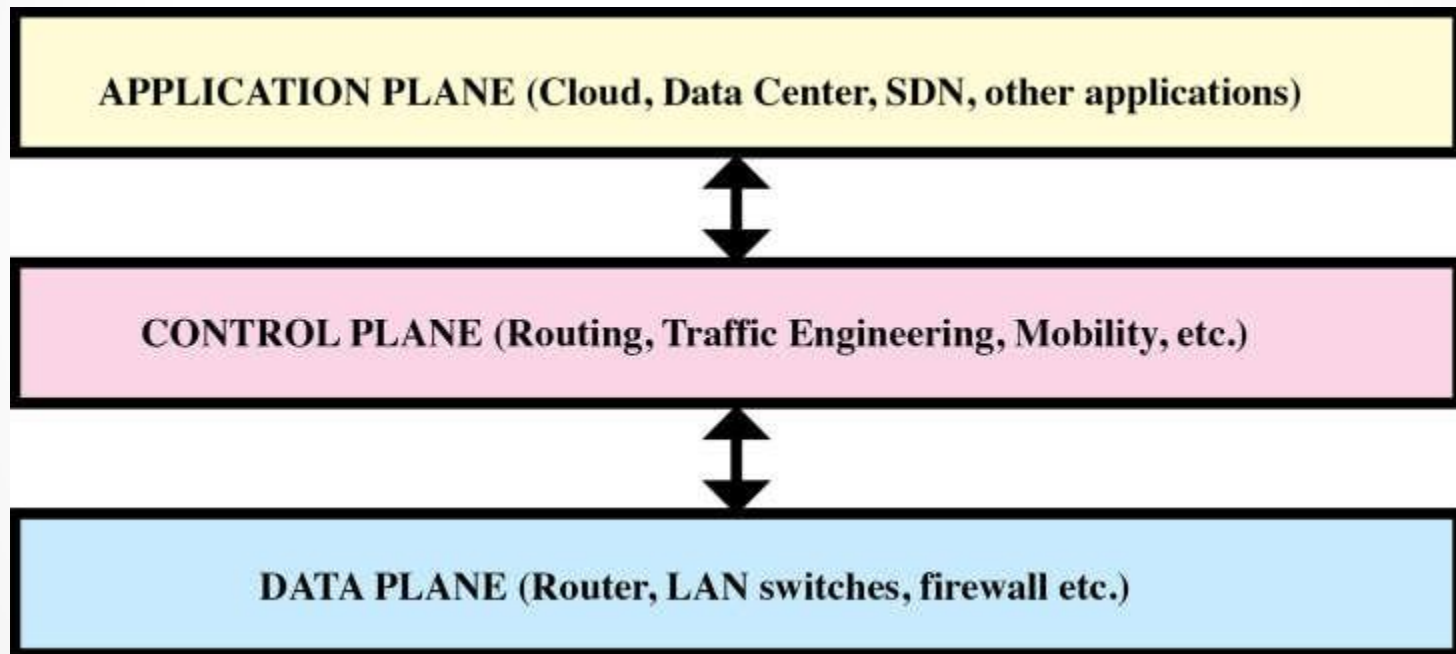 APPLICATION PLANE (Cloud, Data Center, SDN, other applications)
CONTROL PLANE (Routing, Traffic Engineering, Mobility, etc.)
DATA PLANE (Router, LAN switches, firewall etc.)